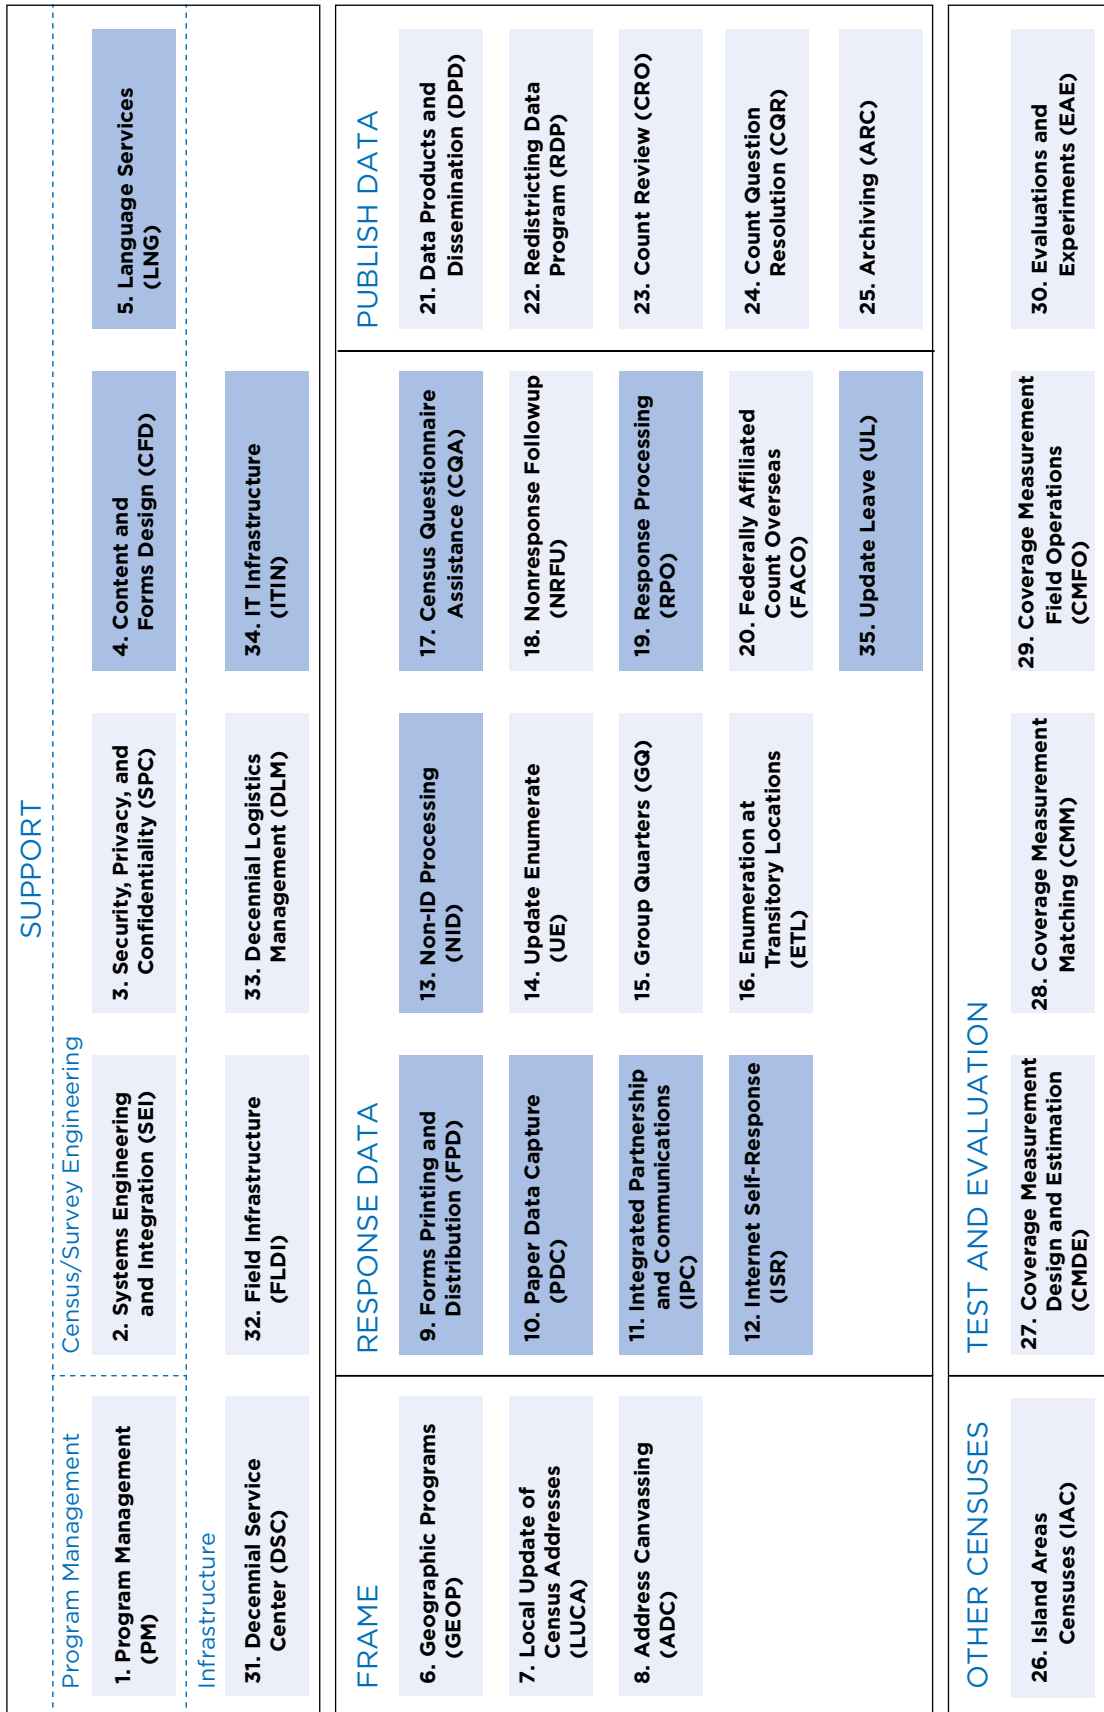 SUPPORT
Program Management
Census/Survey Engineering
1. Program Management
(PM)
2. Systems Engineering
and Integration (SEI)
3. Security, Privacy, and
Confidentiality (SPC)
4. Content and
Forms Design (CFD)
5. Language Services
(LNG)
Infrastructure
31. Decennial Service
Center (DSC)
32. Field Infrastructure
(FLDI)
33. Decennial Logistics
Management (DLM)
34. IT Infrastructure
(ITIN)
FRAME
6. Geographic Programs
(GEOP)
7. Local Update of
Census Addresses
(LUCA)
8. Address Canvassing
(ADC)
RESPONSE DATA
9. Forms Printing and
Distribution (FPD)
10. Paper Data Capture
(PDC)
11. Integrated Partnership
and Communications
(IPC)
12. Internet Self-Response
(ISR)
13. Non-ID Processing
(NID)
14. Update Enumerate
(UE)
15. Group Quarters (GQ)
16. Enumeration at
Transitory Locations
(ETL)
17. Census Questionnaire
Assistance (CQA)
18. Nonresponse Followup
(NRFU)
19. Response Processing
(RPO)
20. Federally Affiliated
Count Overseas
(FACO)
35. Update Leave (UL)
PUBLISH DATA
21. Data Products and
Dissemination (DPD)
22. Redistricting Data
Program (RDP)
23. Count Review (CRO)
24. Count Question
Resolution (CQR)
25. Archiving (ARC)
OTHER CENSUSES
26. Island Areas
Censuses (IAC)
TEST AND EVALUATION
27. Coverage Measurement
Design and Estimation
(CMDE)
28. Coverage Measurement
Matching (CMM)
29. Coverage Measurement
Field Operations
(CMFO)
30. Evaluations and
Experiments (EAE)